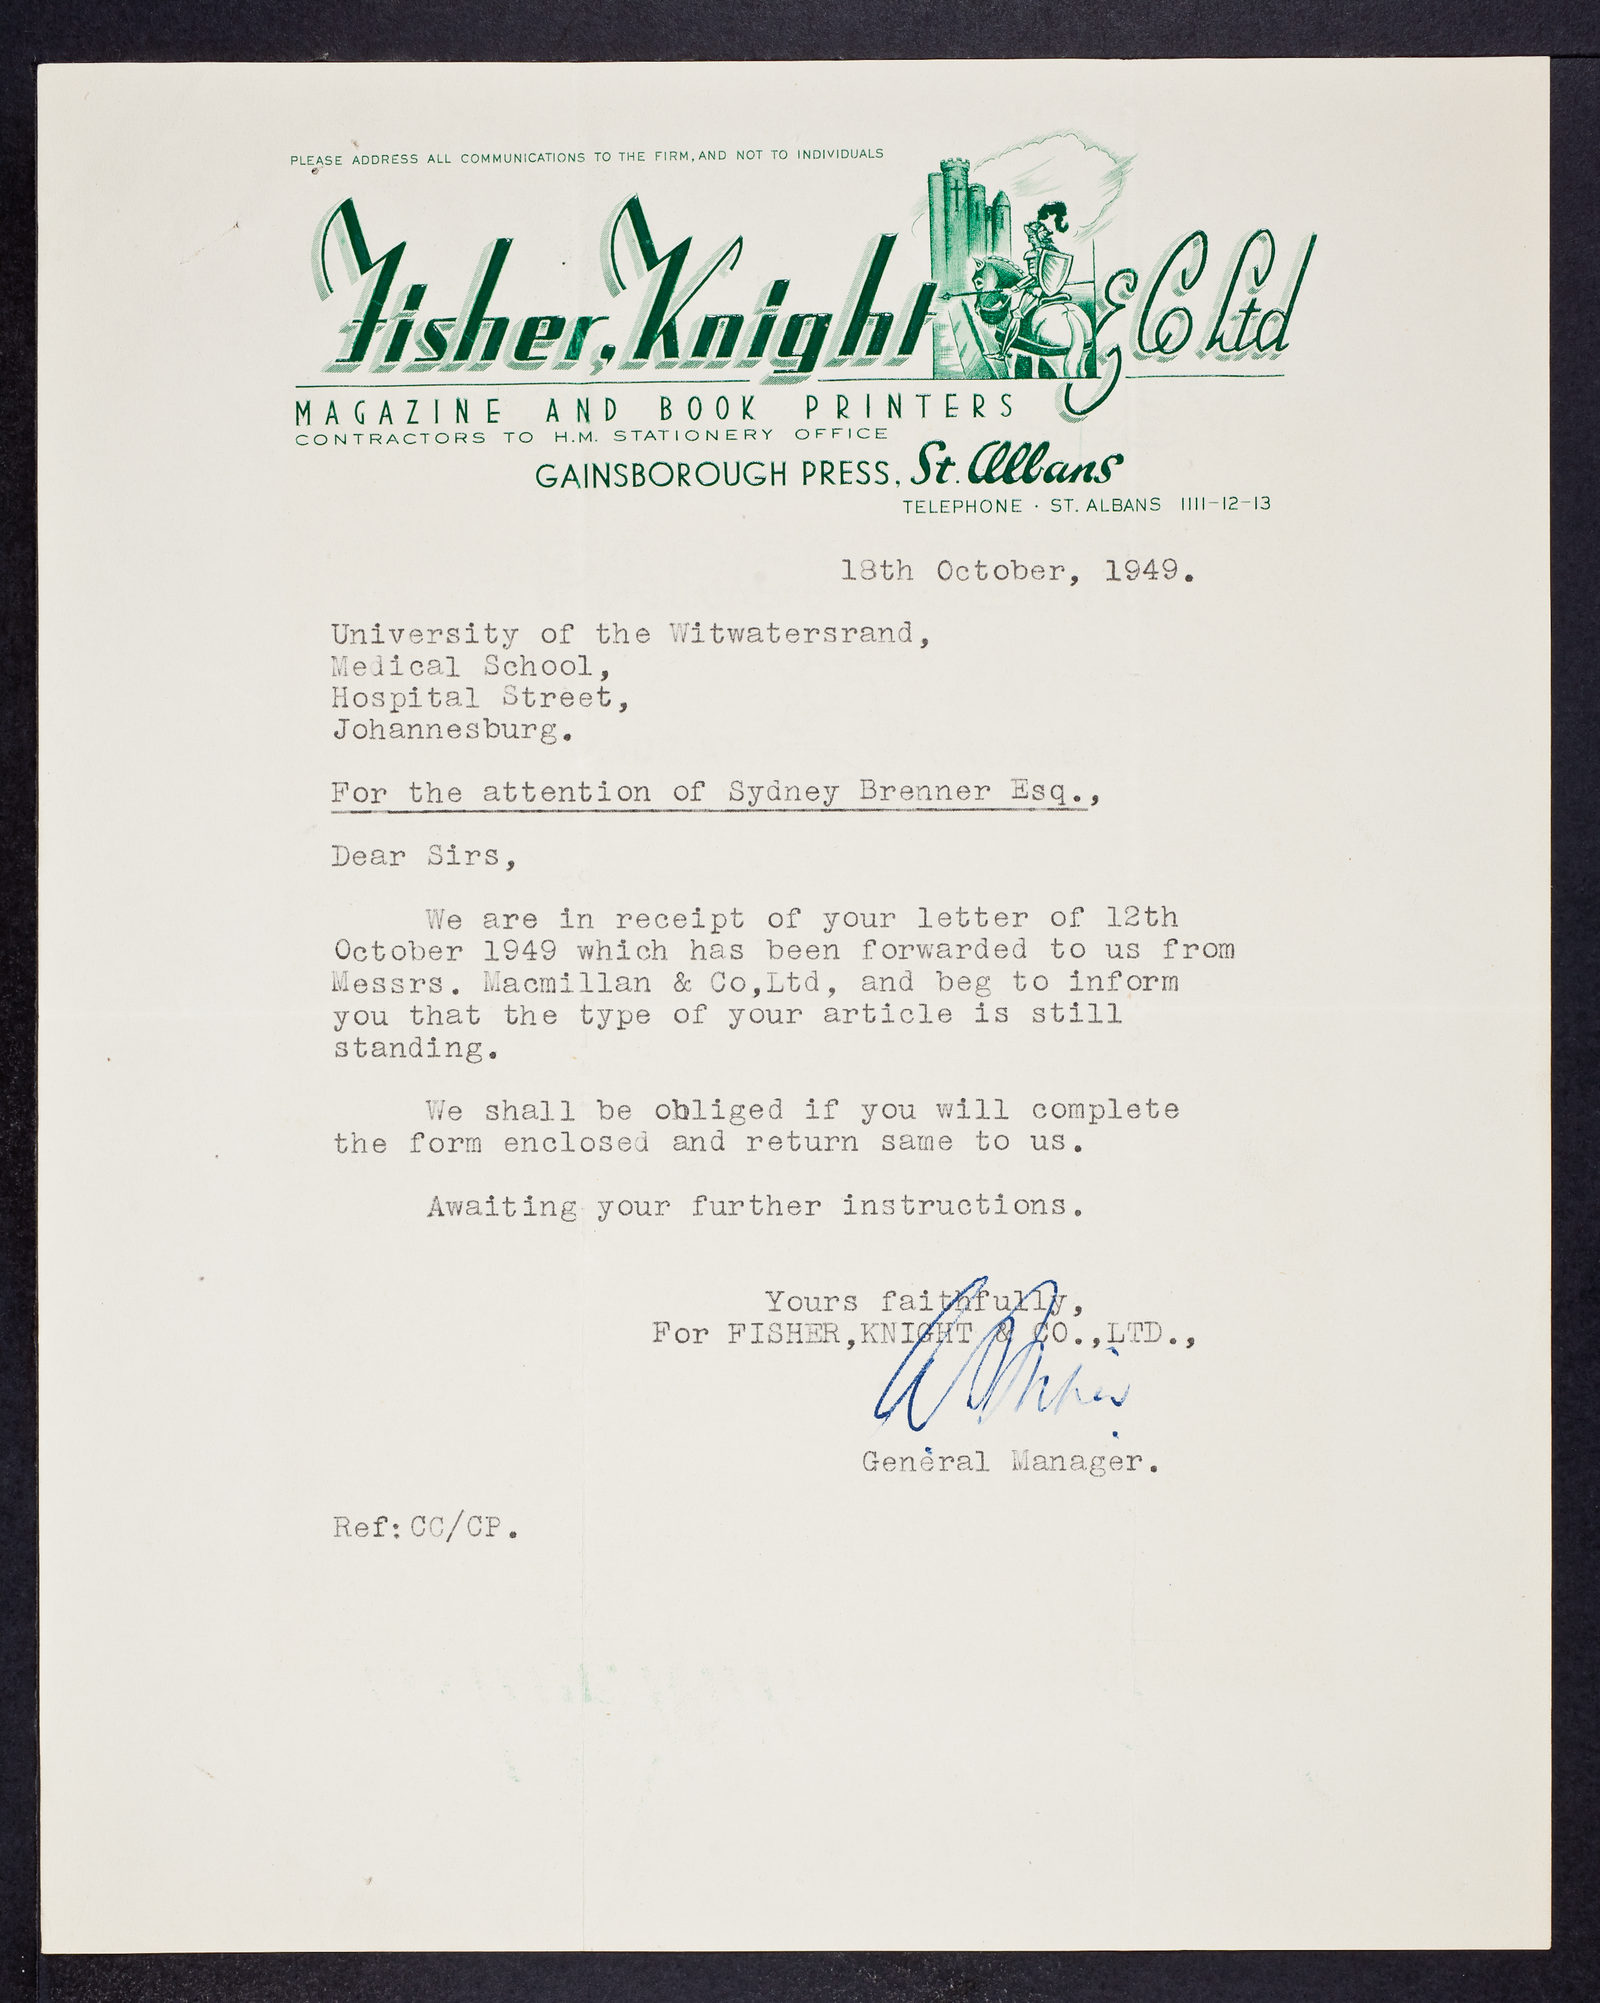 PLEASE ADDRESS ALL COMMUNICATIONS TO THE FIRM, AND NOT TO INDIVIDUALS
Fisher, Knight & Co Ltd
MAGAZINE AND BOOK PRINTERS
CONTRACTORS TO H.M. STATIONERY OFFICE
GAINSBOROUGH PRESS, St. Albans
TELEPHONE · ST. ALBANS 1111-12-13
18th October, 1949.
University of the Witwatersrand,
Medical School,
Hospital Street,
Johannesburg.
For the attention of Sydney Brenner Esq.,
Dear Sirs,
We are in receipt of your letter of 12th
October 1949 which has been forwarded to us from
Messrs. Macmillan & Co,Ltd, and beg to inform
you that the type of your article is still
standing.
We shall be obliged if you will complete
the form enclosed and return same to us.
Awaiting your further instructions.
Yours faithfully,
For FISHER,KNIGHT & CO.,LTD.,
General Manager.
Ref:CC/CP.